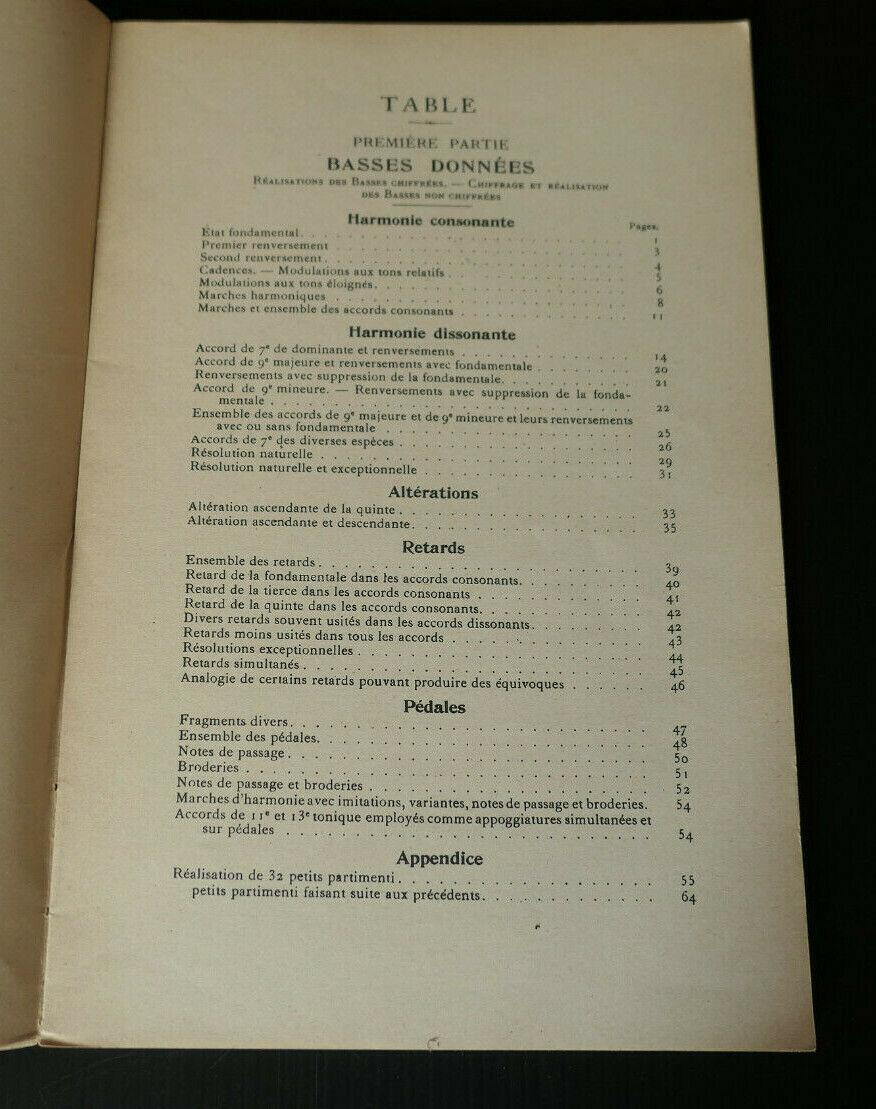 TABLE
PREMIÈRE PARTIE
BASSES DONNÉES
RÉALISATIONS DES BASSES CHIFFRÉES. — CHIFFRAGE ET RÉALISATION
DES BASSES NON CHIFFRÉES
Harmonie consonante
Pages.
État fondamental. 1
Premier renversement 3
Second renversement. 4
Cadences. — Modulations aux tons relatifs 5
Modulations aux tons éloignés. 6
Marches harmoniques 8
Marches et ensemble des accords consonants 11
Harmonie dissonante
Accord de 7e de dominante et renversements 14
Accord de 9e majeure et renversements avec fondamentale 20
Renversements avec suppression de la fondamentale. 21
Accord de 9e mineure. — Renversements avec suppression de la fonda-
mentale 22
Ensemble des accords de 9e majeure et de 9e mineure et leurs renversements
avec ou sans fondamentale 25
Accords de 7e des diverses espèces 26
Résolution naturelle 29
Résolution naturelle et exceptionnelle 31
Altérations
Altération ascendante de la quinte 33
Altération ascendante et descendante. 35
Retards
Ensemble des retards. 39
Retard de la fondamentale dans les accords consonants. 40
Retard de la tierce dans les accords consonants 41
Retard de la quinte dans les accords consonants. 42
Divers retards souvent usités dans les accords dissonants. 42
Retards moins usités dans tous les accords 43
Résolutions exceptionnelles 44
Retards simultanés 45
Analogie de certains retards pouvant produire des équivoques 46
Pédales
Fragments divers. 47
Ensemble des pédales. 48
Notes de passage. 50
Broderies 51
Notes de passage et broderies 52
Marches d'harmonie avec imitations, variantes, notes de passage et broderies. 54
Accords de 11e et 13e tonique employés comme appoggiatures simultanées et
sur pédales 54
Appendice
Réalisation de 32 petits partimenti. 55
petits partimenti faisant suite aux précédents. 64